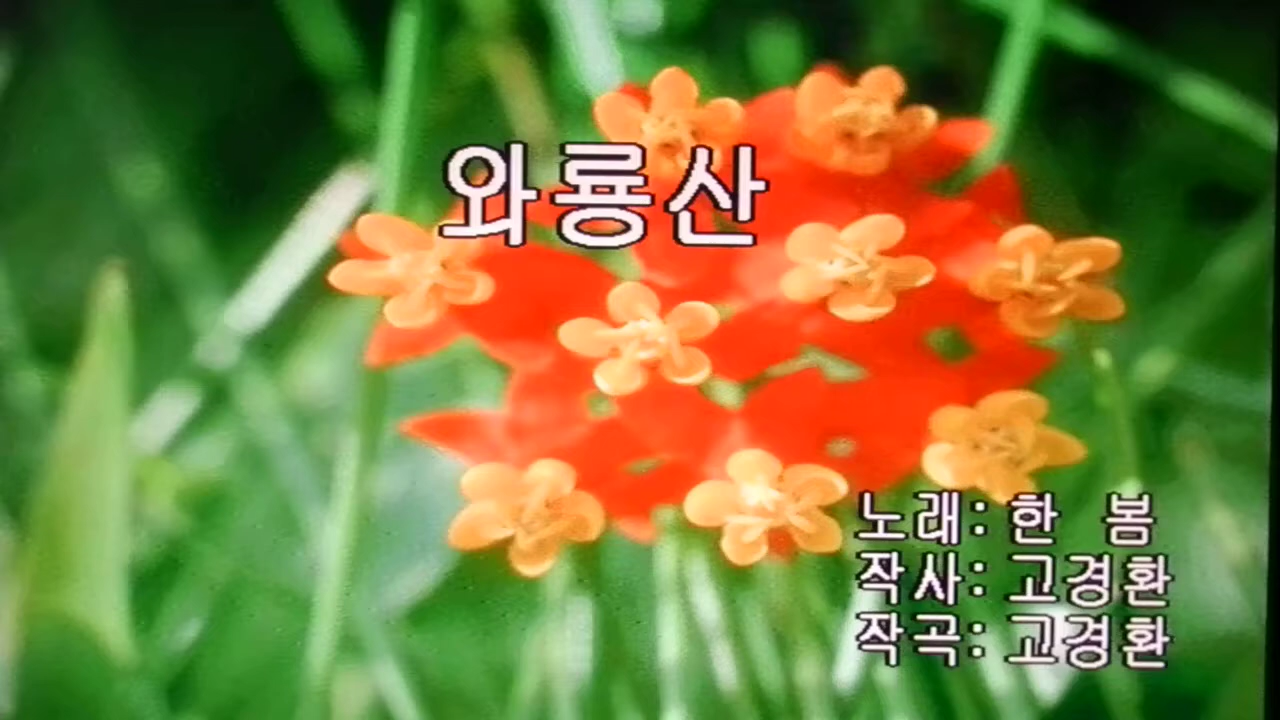 와룡산
노래: 한 봄
작사: 고경환
작곡: 고경환